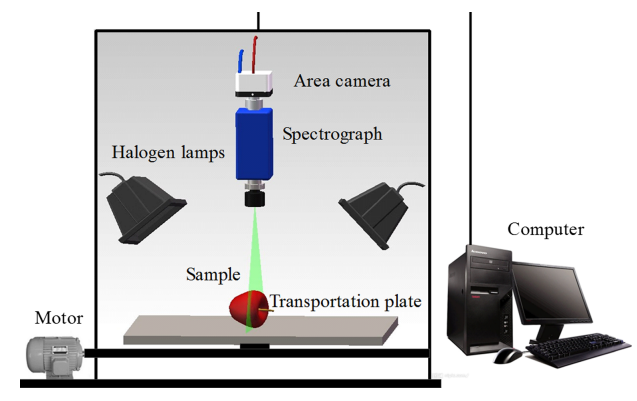 Area camera
Spectrograph
Halogen lamps
Computer
Sample
Transportation plate
Motor